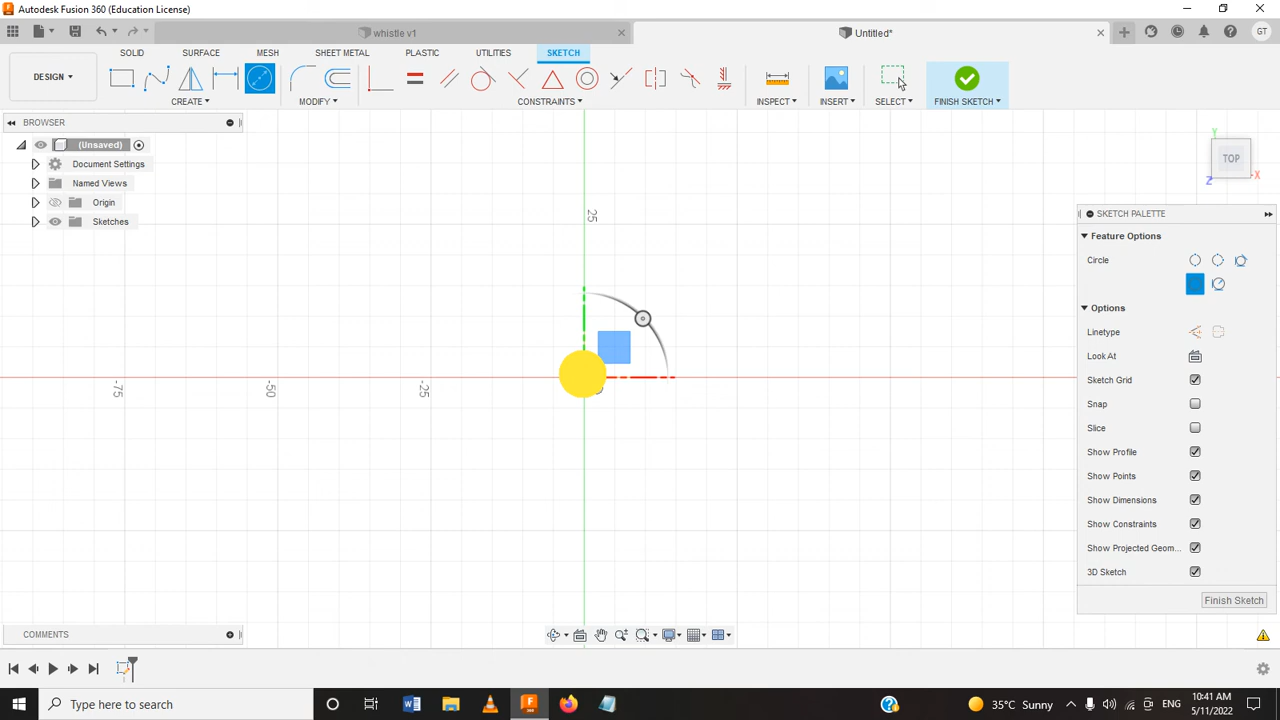 Autodesk Fusion 360 (Education License)
whistle v1
Untitled*
GT
DESIGN
SOLID
SURFACE
MESH
SHEET METAL
PLASTIC
UTILITIES
SKETCH
CREATE
MODIFY
CONSTRAINTS
INSPECT
INSERT
SELECT
FINISH SKETCH
BROWSER
(Unsaved)
Document Settings
Named Views
Origin
Sketches
25
-75
-50
-25
TOP
Y
X
Z
SKETCH PALETTE
Feature Options
Circle
Options
Linetype
Look At
Sketch Grid
Snap
Slice
Show Profile
Show Points
Show Dimensions
Show Constraints
Show Projected Geom...
3D Sketch
Finish Sketch
COMMENTS
Type here to search
35°C Sunny
ENG
10:41 AM
5/11/2022